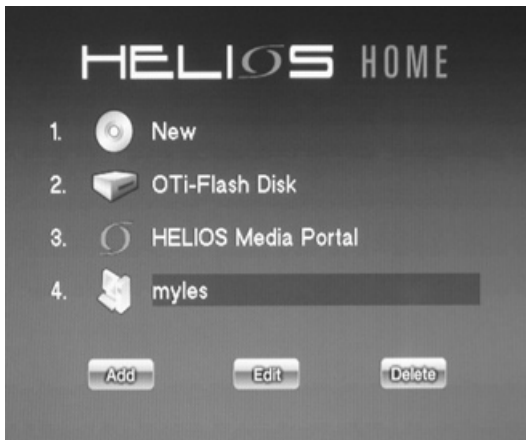 HELIOS HOME
1. New
2. OTi-Flash Disk
3. HELIOS Media Portal
4. myles
Add Edit Delete